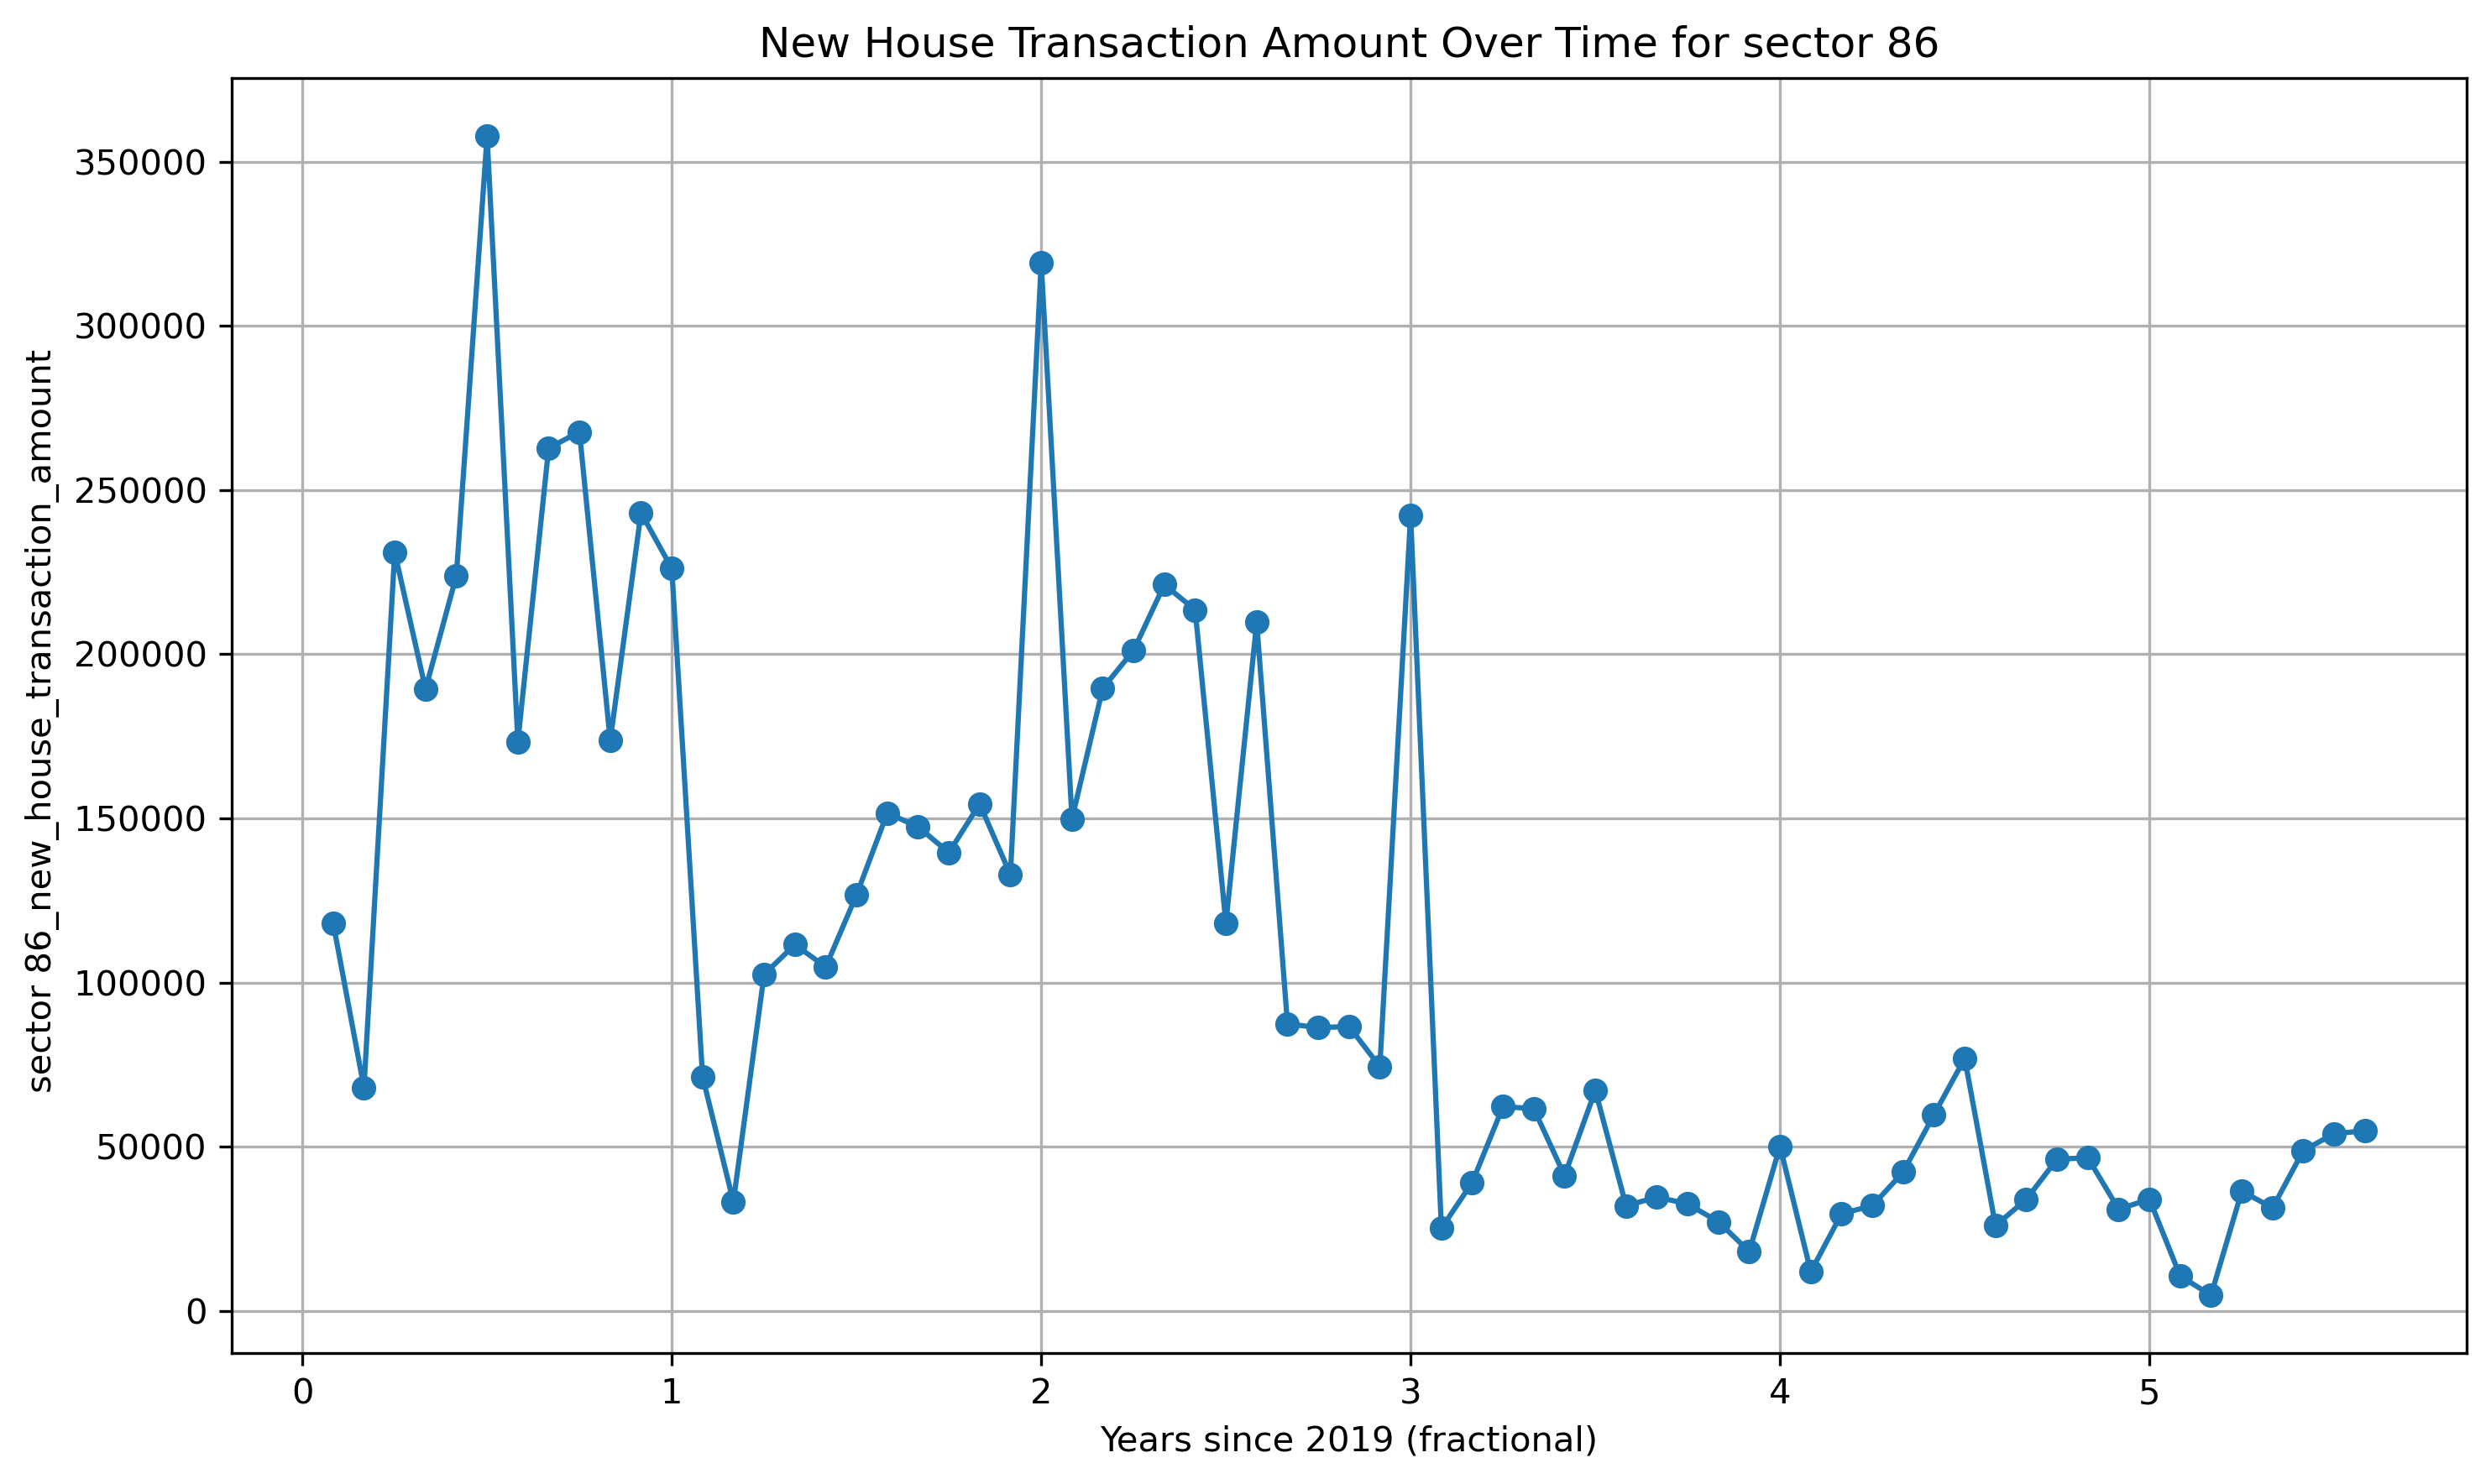 New House Transaction Amount Over Time for sector 86
sector 86_new_house_transaction_amount
350000
300000
250000
200000
150000
100000
50000
0
0 1 2 3 4 5
Years since 2019 (fractional)